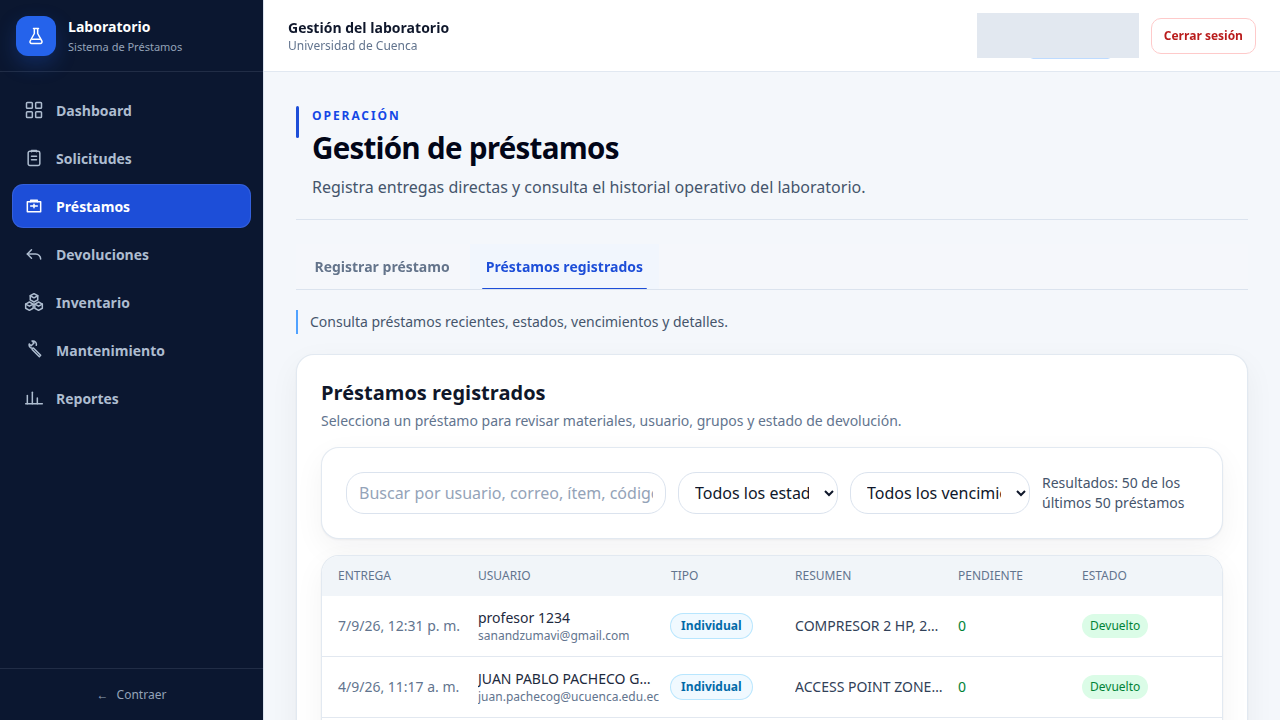 Laboratorio
Sistema de Préstamos
Dashboard
Solicitudes
Préstamos
Devoluciones
Inventario
Mantenimiento
Reportes
← Contraer
Gestión del laboratorio
Universidad de Cuenca
Cerrar sesión
OPERACIÓN
Gestión de préstamos
Registra entregas directas y consulta el historial operativo del laboratorio.
Registrar préstamo
Préstamos registrados
Consulta préstamos recientes, estados, vencimientos y detalles.
Préstamos registrados
Selecciona un préstamo para revisar materiales, usuario, grupos y estado de devolución.
Buscar por usuario, correo, ítem, código
Todos los estad
Todos los vencimi
Resultados: 50 de los
últimos 50 préstamos
ENTREGA USUARIO TIPO RESUMEN PENDIENTE ESTADO
7/9/26, 12:31 p. m. profesor 1234 Individual COMPRESOR 2 HP, 2... 0 Devuelto
sanandzumavi@gmail.com
4/9/26, 11:17 a. m. JUAN PABLO PACHECO G... Individual ACCESS POINT ZONE... 0 Devuelto
juan.pachecog@ucuenca.edu.ec